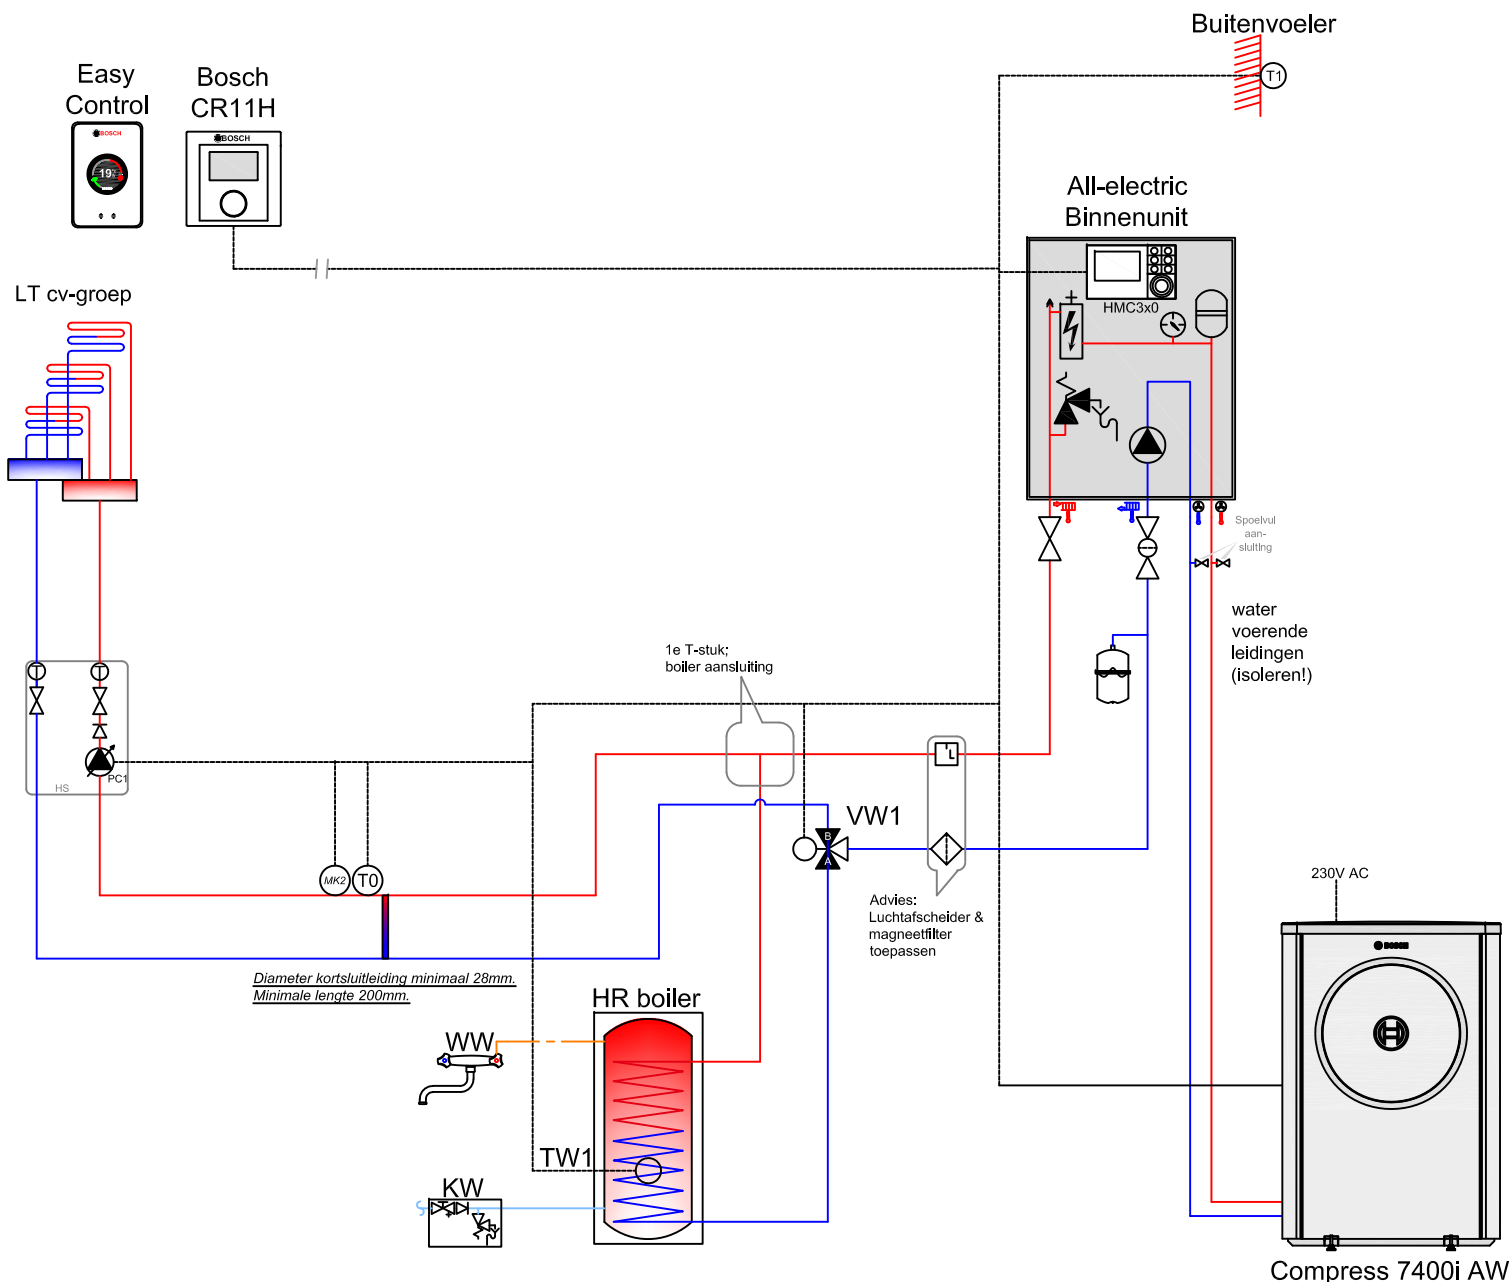 Buitenvoeler
T1
Easy
Control
Bosch
CR11H
BOSCH
19
BOSCH
All-electric
Binnenunit
HMC3x0
LT cv-groep
Spoelvul
aan-
sluiting
water
voerende
leidingen
(isoleren!)
1e T-stuk;
boiler aansluiting
T
T
PC1
HS
L
VW1
B
A
MK2
T0
230V AC
Advies:
Luchtafscheider &
magneetfilter
toepassen
BOSCH
Diameter kortsluitleiding minimaal 28mm.
Minimale lengte 200mm.
HR boiler
WW
TW1
KW
Compress 7400i AW